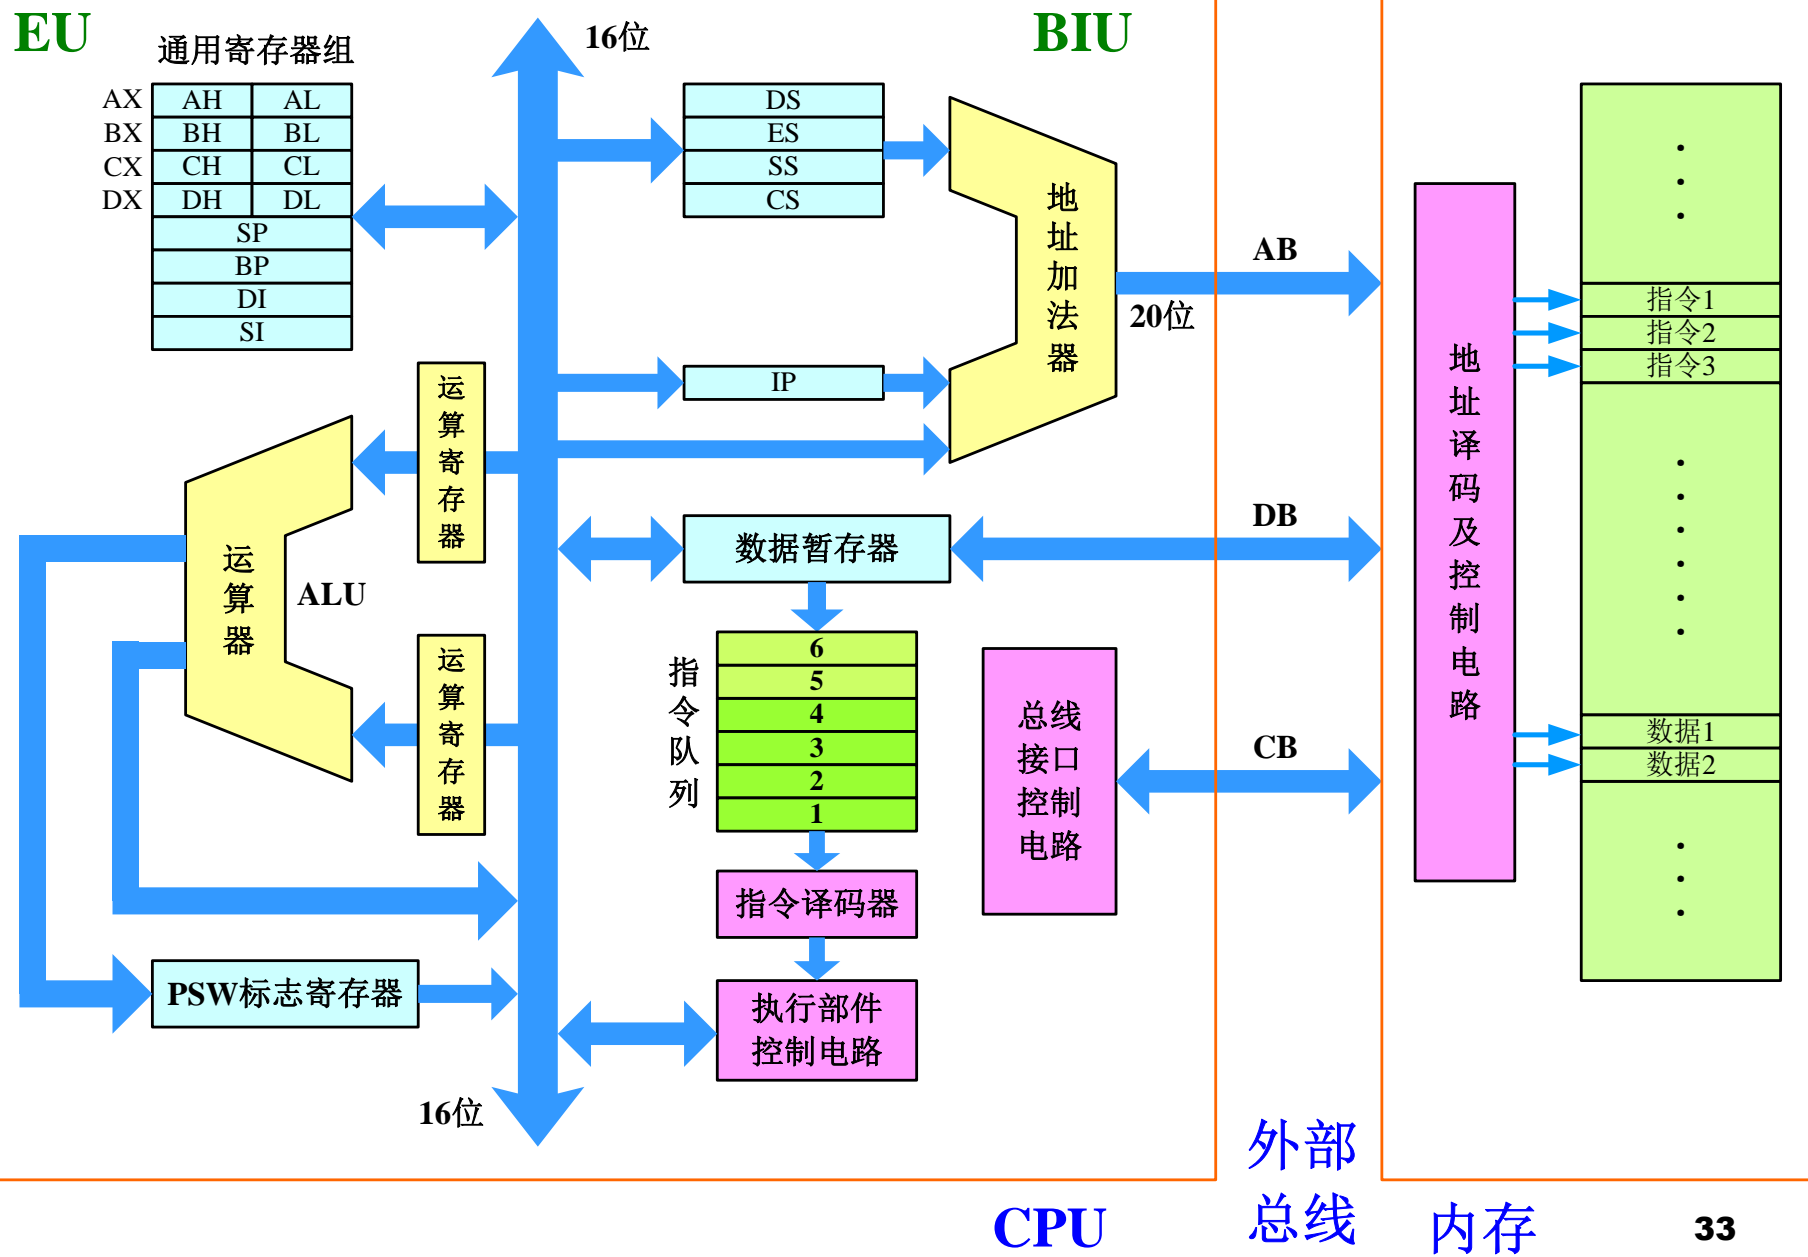 EU
BIU
16位
通用寄存器组
AX AH AL
BX BH BL
CX CH CL
DX DH DL
SP
BP
DI
SI
DS
ES
SS
CS
IP
地址加法器
20位
AB
DB
CB
运算寄存器
运算寄存器
运算器
ALU
数据暂存器
指令队列
6
5
4
3
2
1
指令译码器
执行部件
控制电路
总线
接口
控制
电路
PSW标志寄存器
16位
地址译码及控制电路
指令1
指令2
指令3
数据1
数据2
外部
总线
CPU
内存
33